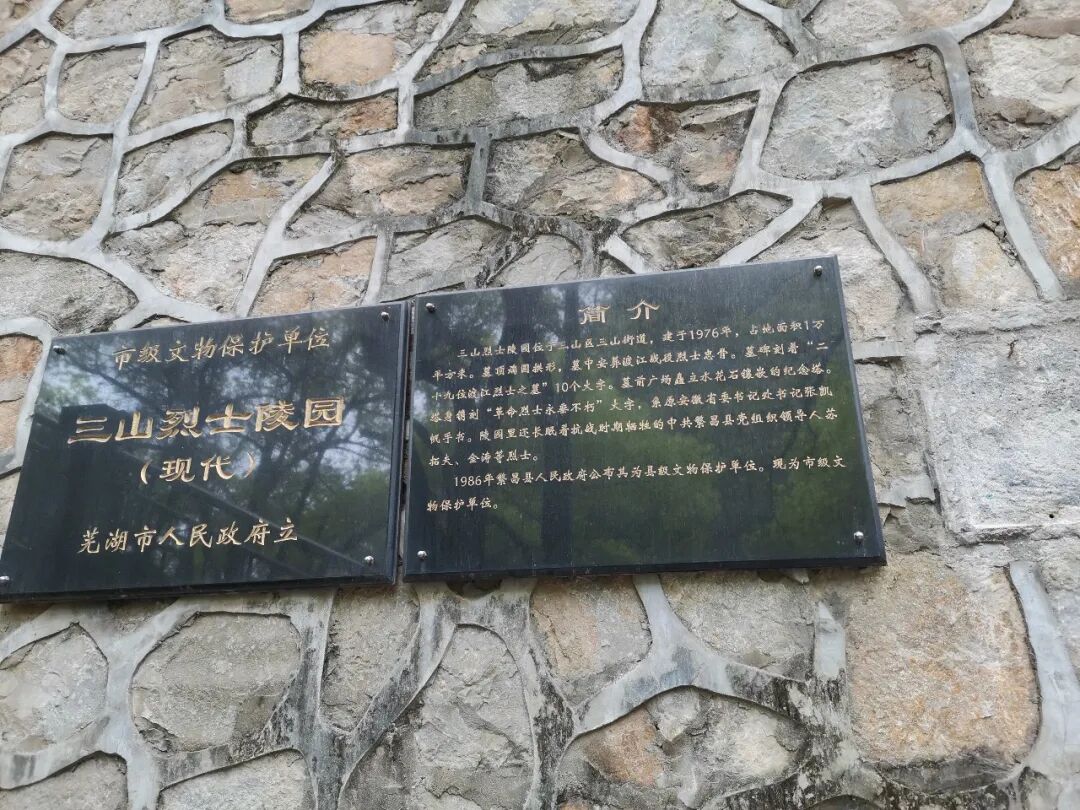 市级文物保护单位
三山烈士陵园
（现代）
芜湖市人民政府立
简介
三山烈士陵园位于三山区三山街道，建于1976年，占地面积1万
平方米。墓顶满圆拱形，墓中安葬渡江战役烈士忠骨。墓碑刻着“二
十九位渡江烈士之墓”10个大字。墓前广场矗立水花石镶嵌的纪念塔。
塔身镌刻“革命烈士永垂不朽”大字，系原安徽省委书记处书记张凯
帆手书。陵园里还长眠着抗战时期牺牲的中共繁昌县党组织领导人苏
拓夫、金涛等烈士。
1986年繁昌县人民政府公布其为县级文物保护单位。现为市级文
物保护单位。